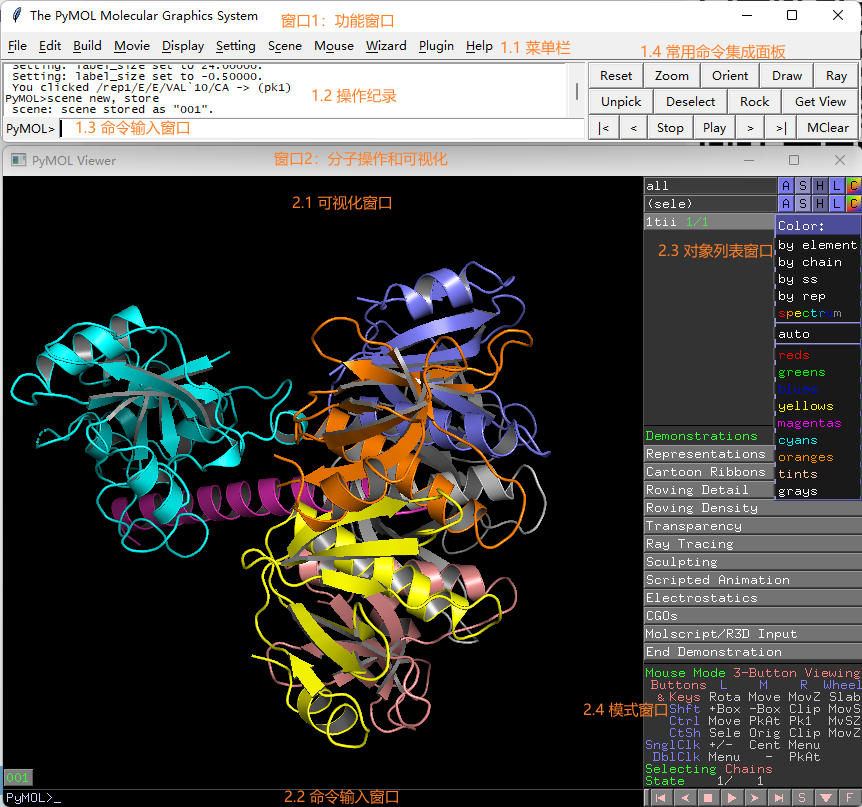 The PyMOL Molecular Graphics System
窗口1：功能窗口
File Edit Build Movie Display Setting Scene Mouse Wizard Plugin Help
1.1 菜单栏
1.4 常用命令集成面板
Setting: label_size set to 24.00000.
Setting: label_size set to -0.50000.
You clicked /rep1/E/E/VAL`10/CA -> (pk1)
PyMOL>scene new, store
scene: scene stored as "001".
1.2 操作纪录
PyMOL>
1.3 命令输入窗口
Reset Zoom Orient Draw Ray
Unpick Deselect Rock Get View
|< < Stop Play > >| MClear
PyMOL Viewer
窗口2：分子操作和可视化
2.1 可视化窗口
all A S H L C
(sele) A S H L C
1tii 1/1
2.3 对象列表窗口
Color:
by element
by chain
by ss
by rep
auto
reds
greens
yellows
magentas
cyans
oranges
tints
grays
Demonstrations
Representations
Cartoon Ribbons
Roving Detail
Roving Density
Transparency
Ray Tracing
Sculpting
Scripted Animation
Electrostatics
CGOs
Molscript/R3D Input
End Demonstration
Mouse Mode 3-Button Viewing
Buttons L M R Wheel
& Keys Rota Move MovZ Slab
Shft +Box -Box Clip MovS
Ctrl Move PkAt Pk1 MvSZ
CtSh Sele Orig Clip MovZ
SnglClk +/- Cent Menu
DblClk Menu - PkAt
Selecting Chains
State 1/ 1
2.4 模式窗口
001
PyMOL>_
2.2 命令输入窗口
S F